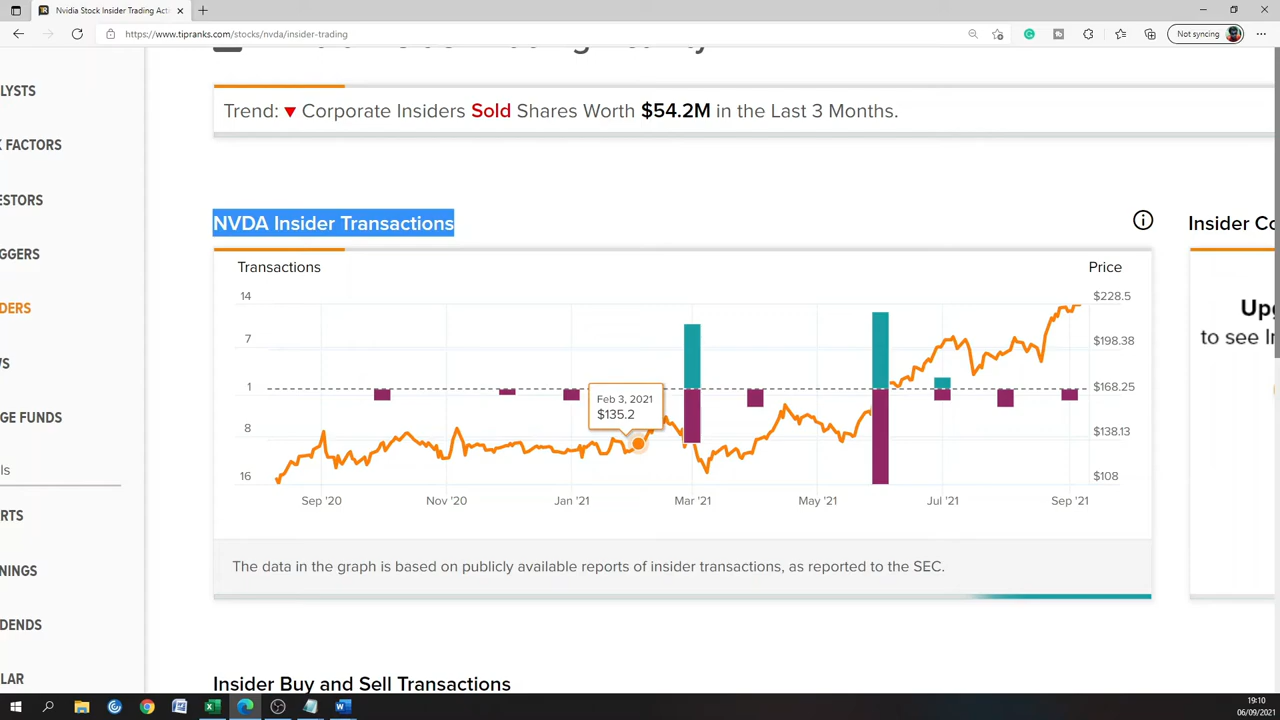 Nvidia Stock Insider Trading Acti
https://www.tipranks.com/stocks/nvda/insider-trading
Not syncing
LYSTS
Trend: ▼ Corporate Insiders Sold Shares Worth $54.2M in the Last 3 Months.
FACTORS
ESTORS
NVDA Insider Transactions
Insider Co
GGERS
Transactions
Price
14
$228.5
DERS
Upg
7
to see In
$198.38
S
1
$168.25
Feb 3, 2021
$135.2
GE FUNDS
8
$138.13
ls
16
$108
Sep '20
Nov '20
Jan '21
Mar '21
May '21
Jul '21
Sep '21
RTS
The data in the graph is based on publicly available reports of insider transactions, as reported to the SEC.
NINGS
DENDS
LAR
Insider Buy and Sell Transactions
19:10
06/09/2021